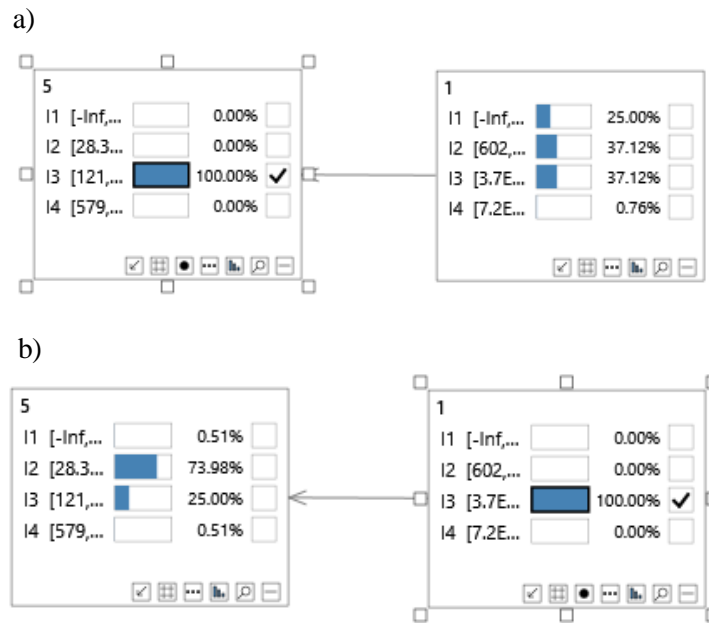 a)
5
I1 [-Inf,... 0.00%
I2 [28.3... 0.00%
I3 [121,... 100.00%
I4 [579,... 0.00%
1
I1 [-Inf,... 25.00%
I2 [602,... 37.12%
I3 [3.7E... 37.12%
I4 [7.2E... 0.76%
b)
5
I1 [-Inf,... 0.51%
I2 [28.3... 73.98%
I3 [121,... 25.00%
I4 [579,... 0.51%
1
I1 [-Inf,... 0.00%
I2 [602,... 0.00%
I3 [3.7E... 100.00%
I4 [7.2E... 0.00%